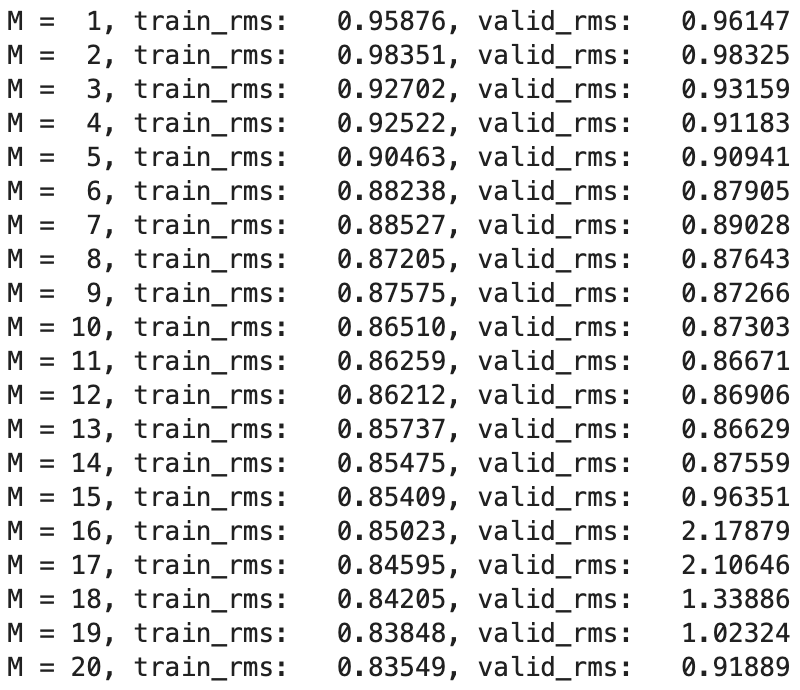 M =  1, train_rms:   0.95876, valid_rms:   0.96147
M =  2, train_rms:   0.98351, valid_rms:   0.98325
M =  3, train_rms:   0.92702, valid_rms:   0.93159
M =  4, train_rms:   0.92522, valid_rms:   0.91183
M =  5, train_rms:   0.90463, valid_rms:   0.90941
M =  6, train_rms:   0.88238, valid_rms:   0.87905
M =  7, train_rms:   0.88527, valid_rms:   0.89028
M =  8, train_rms:   0.87205, valid_rms:   0.87643
M =  9, train_rms:   0.87575, valid_rms:   0.87266
M = 10, train_rms:   0.86510, valid_rms:   0.87303
M = 11, train_rms:   0.86259, valid_rms:   0.86671
M = 12, train_rms:   0.86212, valid_rms:   0.86906
M = 13, train_rms:   0.85737, valid_rms:   0.86629
M = 14, train_rms:   0.85475, valid_rms:   0.87559
M = 15, train_rms:   0.85409, valid_rms:   0.96351
M = 16, train_rms:   0.85023, valid_rms:   2.17879
M = 17, train_rms:   0.84595, valid_rms:   2.10646
M = 18, train_rms:   0.84205, valid_rms:   1.33886
M = 19, train_rms:   0.83848, valid_rms:   1.02324
M = 20, train_rms:   0.83549, valid_rms:   0.91889